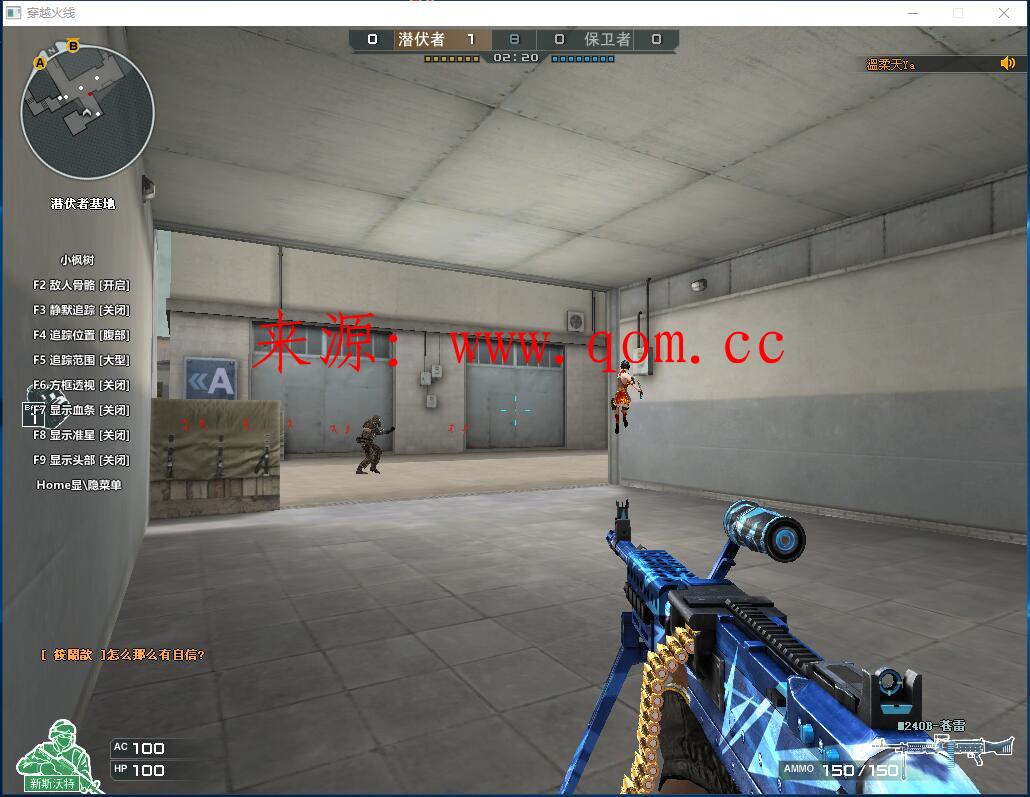 穿越火线
B
N
A
0 潜伏者 1 8 0 保卫者 0
02:20
温柔天Ya
潜伏者基地
小枫树
F2 敌人骨骼 [开启]
F3 静默追踪 [关闭]
F4 追踪位置 [腹部]
F5 追踪范围 [大型]
F6 方框透视 [关闭]
F7 显示血条 [关闭]
F8 显示准星 [关闭]
F9 显示头部 [关闭]
Home显\隐菜单
来源：www.qom.cc
«A
[ 筱闹歆 ]怎么那么有自信?
AC 100
HP 100
新斯沃特
240B-苍雷
AMMO 150/150